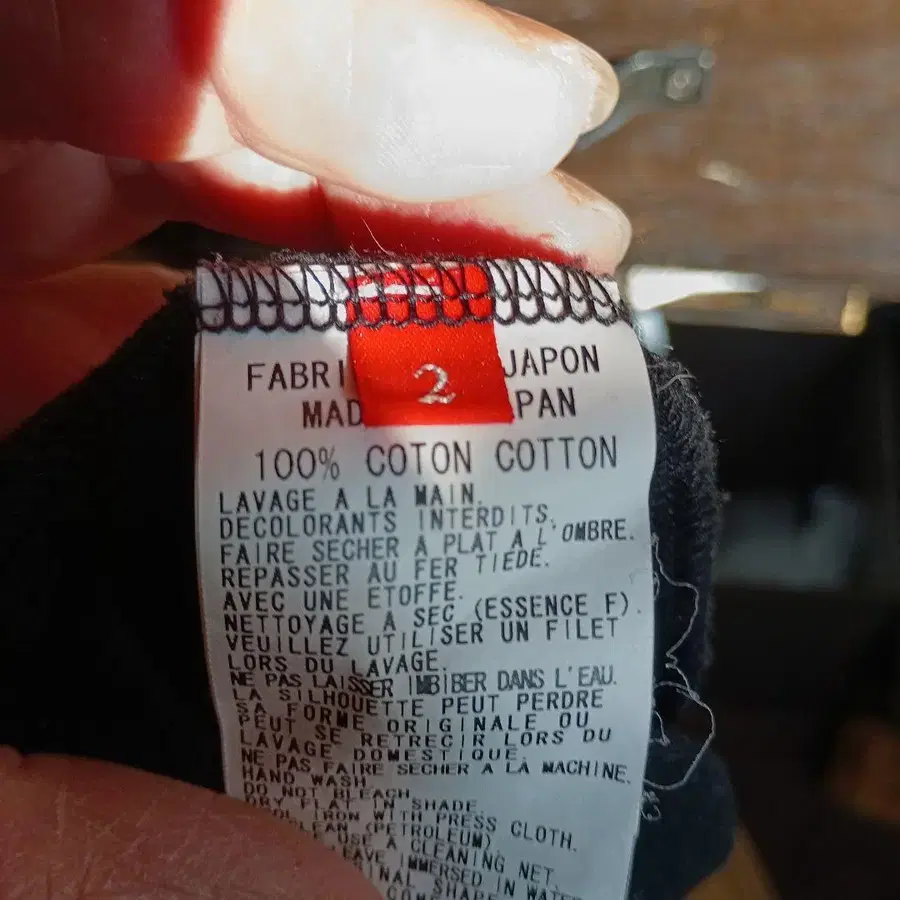 2
FABRI JAPON
MAD PAN
100% COTON COTTON
LAVAGE A LA MAIN.
DECOLORANTS INTERDITS.
FAIRE SECHER A PLAT A L'OMBRE.
REPASSER AU FER TIEDE.
AVEC UNE ETOFFE.
NETTOYAGE A SEC (ESSENCE F).
VEUILLEZ UTILISER UN FILET
LORS DU LAVAGE.
NE PAS LAISSER IMBIBER DANS L'EAU.
LA SILHOUETTE PEUT PERDRE
SA FORME ORIGINALE OU
PEUT SE RETRECIR LORS DU
LAVAGE DOMESTIQUE.
NE PAS FAIRE SECHER A LA MACHINE.
HAND WASH
DO NOT BLEACH
DRY FLAT IN SHADE.
IRON WITH PRESS CLOTH.
(PETROLEUM)
USE A CLEANING NET.
IMMERSED IN
SHAPE